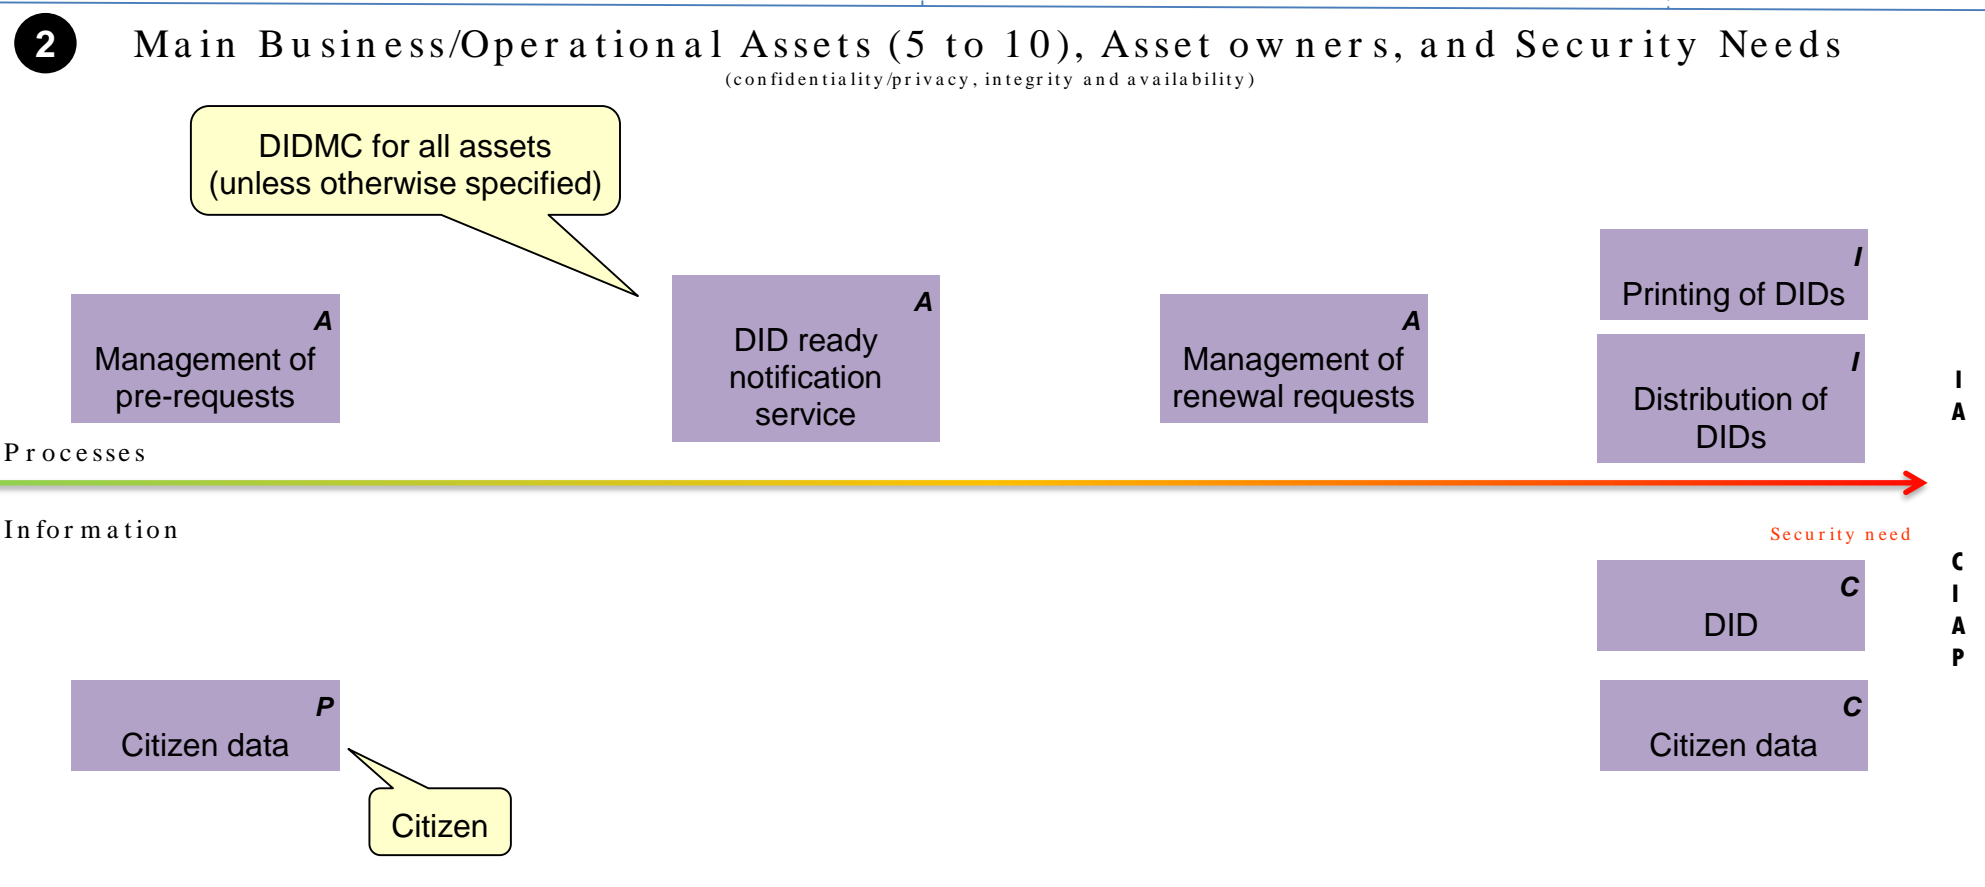 2
Main Business/Operational Assets (5 to 10), Asset owners, and Security Needs
(confidentiality/privacy, integrity and availability)
DIDMC for all assets
(unless otherwise specified)
A
Management of
pre-requests
A
DID ready
notification
service
A
Management of
renewal requests
I
Printing of DIDs
I
Distribution of
DIDs
I
A
Processes
Information
Security need
C
DID
C
I
A
P
P
Citizen data
C
Citizen data
Citizen